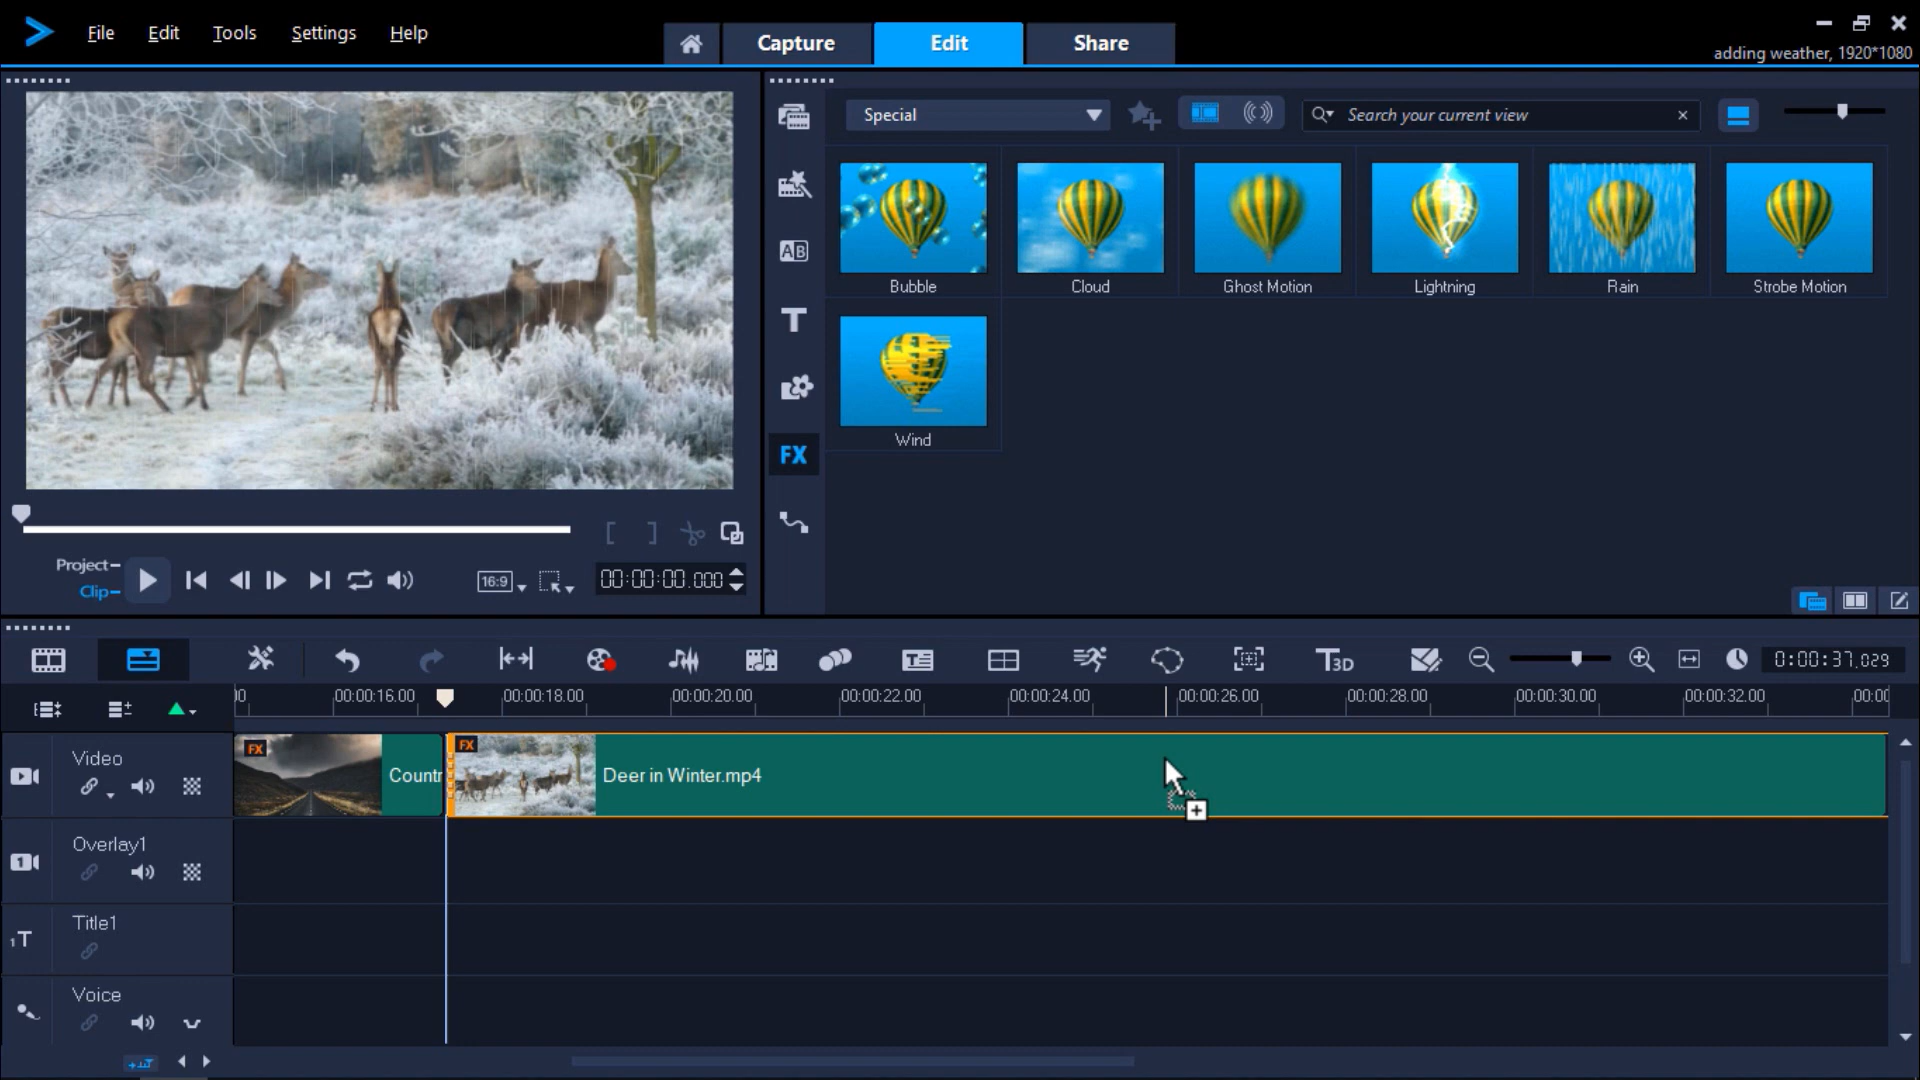 File Edit Tools Settings Help
Capture Edit Share
adding weather, 1920*1080
Special
Search your current view
AB
T
FX
Bubble Cloud Ghost Motion Lightning Rain Strobe Motion
Wind
Project
Clip
16:9
00:00:00.000
T3D
0:00:37.029
00:00:16.00 00:00:18.00 00:00:20.00 00:00:22.00 00:00:24.00 00:00:26.00 00:00:28.00 00:00:30.00 00:00:32.00 00:00
Video
FX
Countr
FX
Deer in Winter.mp4
1
Overlay1
1T
Title1
Voice